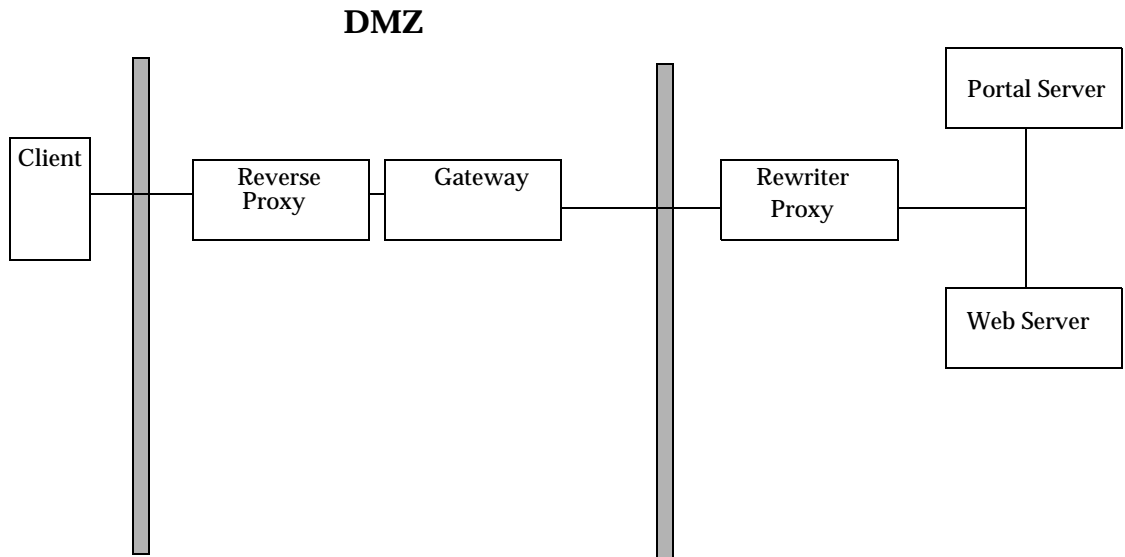 DMZ
Portal Server
Client
Reverse
Proxy
Gateway
Rewriter
Proxy
Web Server